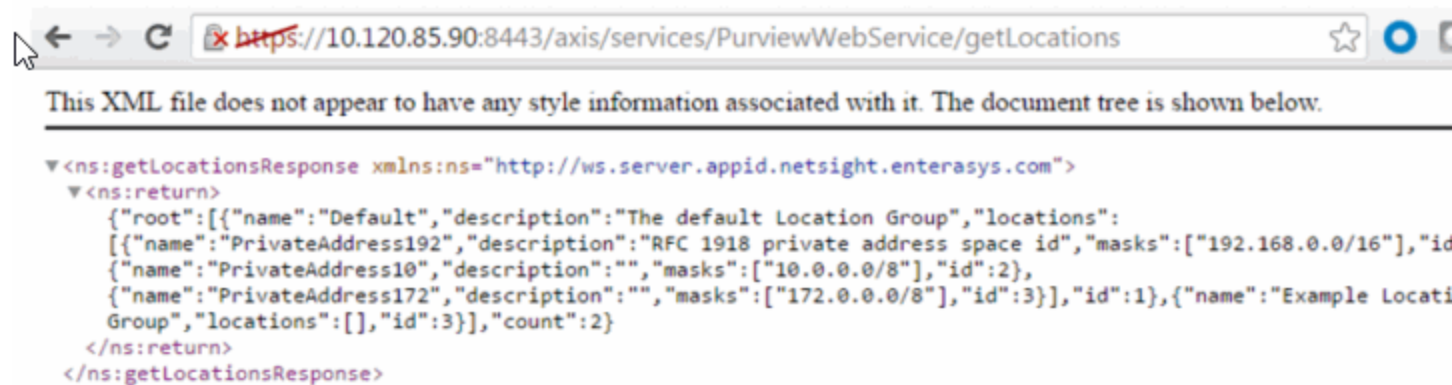 https://10.120.85.90:8443/axis/services/PurviewWebService/getLocations
This XML file does not appear to have any style information associated with it. The document tree is shown below.
▼<ns:getLocationsResponse xmlns:ns="http://ws.server.appid.netsight.enterasys.com">
▼<ns:return>
{"root":[{"name":"Default","description":"The default Location Group","locations":
[{"name":"PrivateAddress192","description":"RFC 1918 private address space id","masks":["192.168.0.0/16"],"id
{"name":"PrivateAddress10","description":"","masks":["10.0.0.0/8"],"id":2},
{"name":"PrivateAddress172","description":"","masks":["172.0.0.0/8"],"id":3}],"id":1},{"name":"Example Locati
Group","locations":[],"id":3}],"count":2}
</ns:return>
</ns:getLocationsResponse>